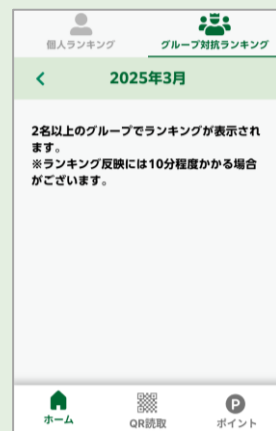 個人ランキング グループ対抗ランキング
2025年3月
2名以上のグループでランキングが表示され
ます。
※ランキング反映には10分程度かかる場合
がございます。
P
ホーム QR読取 ポイント